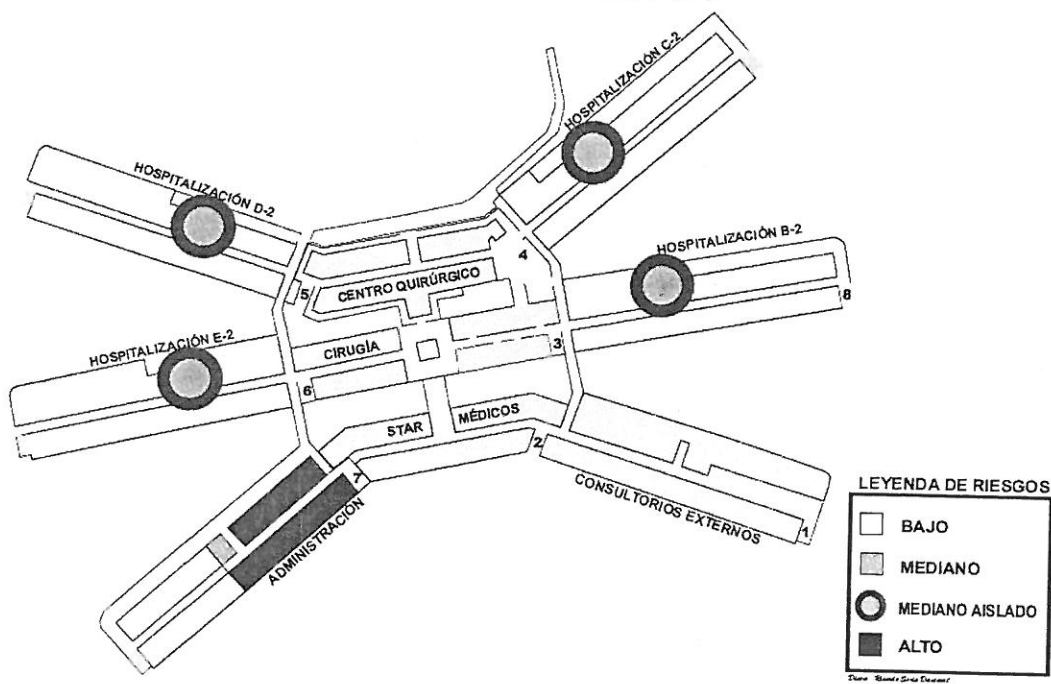 HOSPITALIZACIÓN C-2
HOSPITALIZACIÓN D-2
HOSPITALIZACIÓN B-2
4
CENTRO QUIRÚRGICO
5
8
HOSPITALIZACIÓN E-2
CIRUGÍA
3
6
STAR
MÉDICOS
2
7
CONSULTORIOS EXTERNOS
1
ADMINISTRACIÓN
LEYENDA DE RIESGOS
BAJO
MEDIANO
MEDIANO AISLADO
ALTO